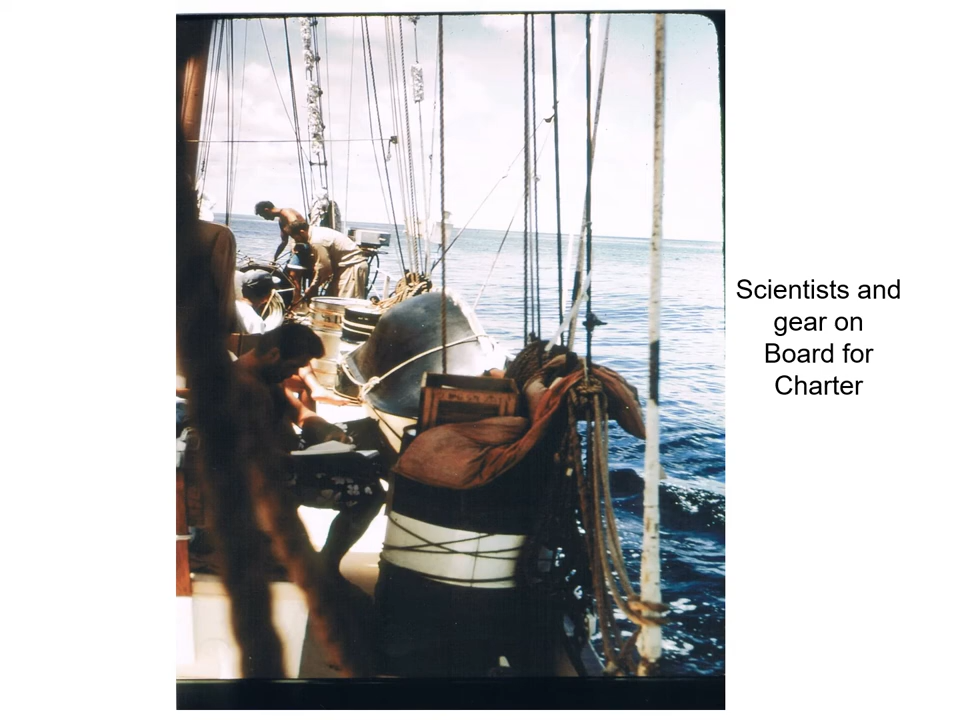 Scientists and
gear on
Board for
Charter